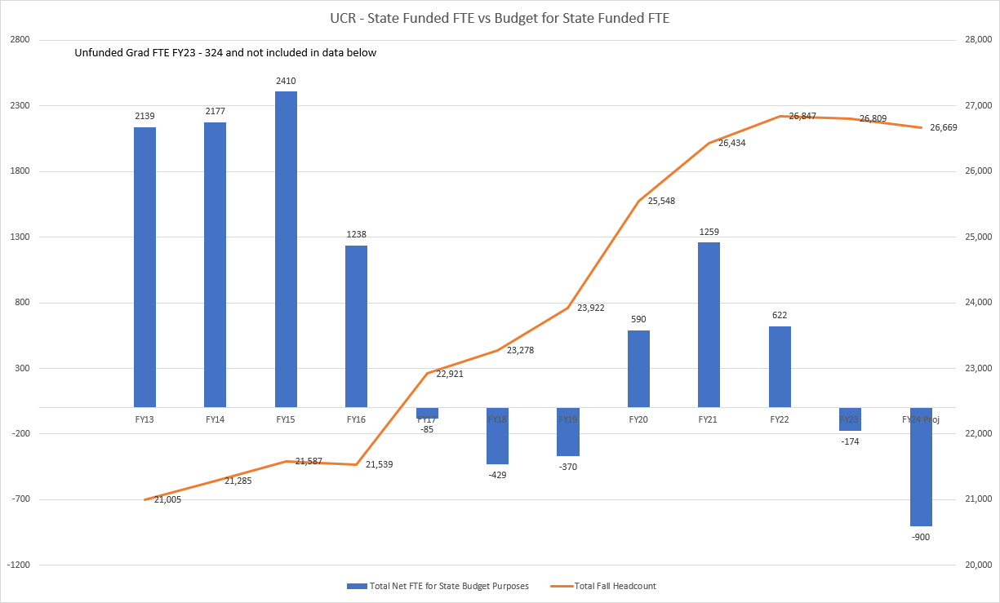 UCR - State Funded FTE vs Budget for State Funded FTE
2800
28,000
Unfunded Grad FTE FY23 - 324 and not included in data below
2410
2300
2139
2177
27,000
26,847
26,809
26,669
26,434
1800
26,000
25,548
1300
1238
1259
25,000
800
24,000
23,922
590
622
23,278
300
22,921
23,000
FY13
FY14
FY15
FY16
FY17
FY18
FY19
FY20
FY21
FY22
FY23
FY24 Proj
-85
-200
-174
22,000
21,587
21,539
-429
-370
21,285
-700
21,005
21,000
-900
-1200
20,000
Total Net FTE for State Budget Purposes
Total Fall Headcount